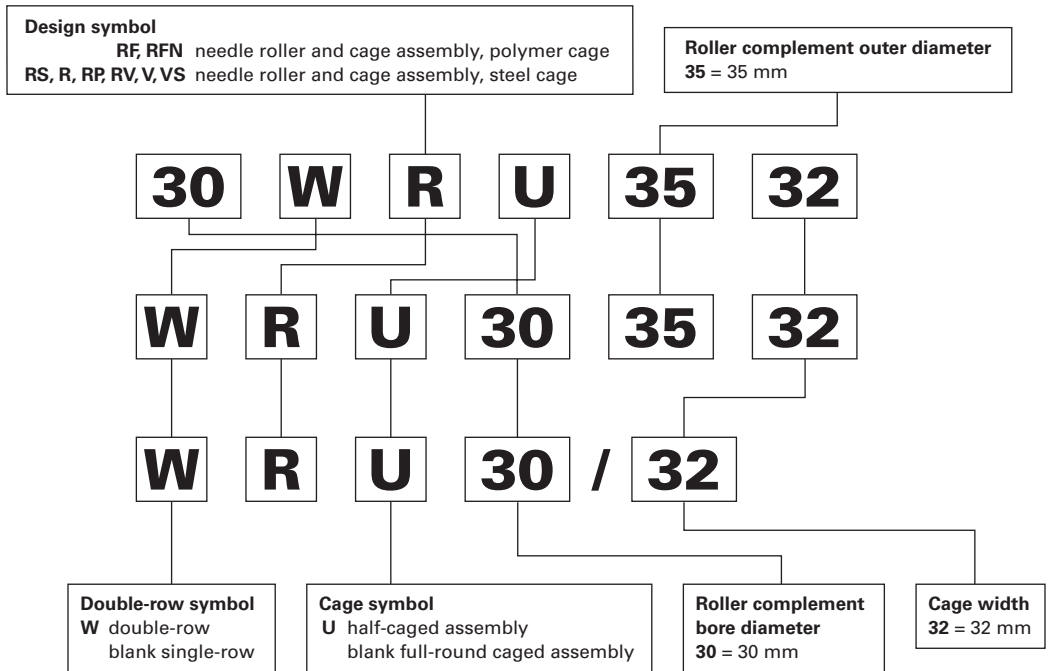 Design symbol
RF, RFN needle roller and cage assembly, polymer cage
RS, R, RP, RV, V, VS needle roller and cage assembly, steel cage
Roller complement outer diameter
35 = 35 mm
30 W R U 35 32
W R U 30 35 32
W R U 30 / 32
Double-row symbol
W double-row
blank single-row
Cage symbol
U half-caged assembly
blank full-round caged assembly
Roller complement
bore diameter
30 = 30 mm
Cage width
32 = 32 mm